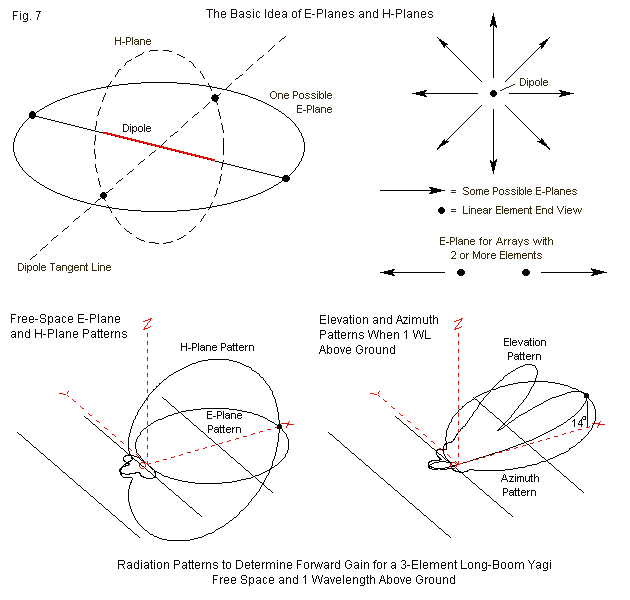 Fig. 7
The Basic Idea of E-Planes and H-Planes
H-Plane
One Possible
E-Plane
Dipole
Dipole Tangent Line
Dipole
= Some Possible E-Planes
= Linear Element End View
E-Plane for Arrays with
2 or More Elements
Free-Space E-Plane
and H-Plane Patterns
Z
H-Plane Pattern
Y
E-Plane
Pattern
X
Elevation and Azimuth
Patterns When 1 WL
Above Ground
Z
Elevation
Pattern
Y
14°
X
Azimuth
Pattern
Radiation Patterns to Determine Forward Gain for a 3-Element Long-Boom Yagi
Free Space and 1 Wavelength Above Ground